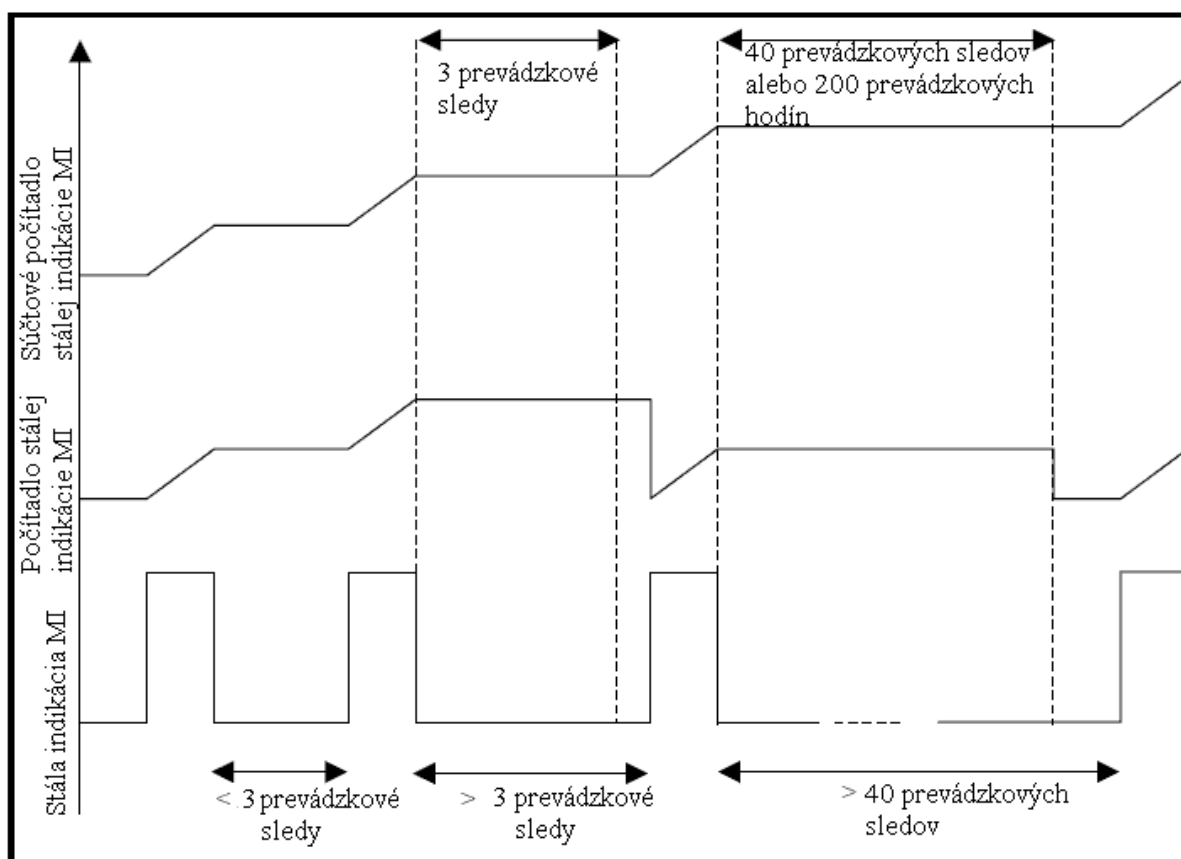 3 prevádzkové
sledy
40 prevádzkových sledov
alebo 200 prevádzkových
hodín
Súčtové počítadlo
stálej indikácie MI
Počítadlo stálej
indikácie MI
Stála indikácia MI
< 3 prevádzkové
sledy
> 3 prevádzkové
sledy
> 40 prevádzkových
sledov